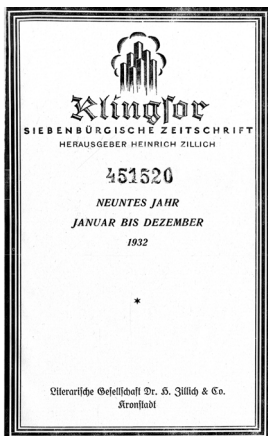 Klingsor
SIEBENBÜRGISCHE ZEITSCHRIFT
HERAUSGEBER HEINRICH ZILLICH
451520
NEUNTES JAHR
JANUAR BIS DEZEMBER
1932
*
Literarische Gesellschaft Dr. H. Zillich & Co.
Kronstadt